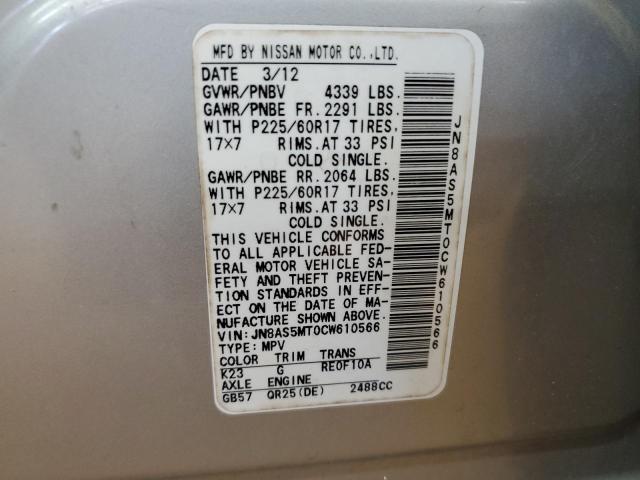 MFD BY NISSAN MOTOR CO.,LTD.
DATE 3/12
GVWR/PNBV 4339 LBS.
GAWR/PNBE FR. 2291 LBS.
WITH P225/60R17 TIRES,
17x7 RIMS.AT 33 PSI
COLD SINGLE.
GAWR/PNBE RR. 2064 LBS.
WITH P225/60R17 TIRES,
17x7 RIMS.AT 33 PSI
COLD SINGLE.
THIS VEHICLE CONFORMS
TO ALL APPLICABLE FED-
ERAL MOTOR VEHICLE SA-
FETY AND THEFT PREVEN-
TION STANDARDS IN EFF-
ECT ON THE DATE OF MA-
NUFACTURE SHOWN ABOVE.
VIN:JN8AS5MT0CW610566
TYPE:MPV
COLOR TRIM TRANS
K23 G RE0F10A
AXLE ENGINE
GB57 QR25(DE) 2488CC
JN8AS5MT0CW610566